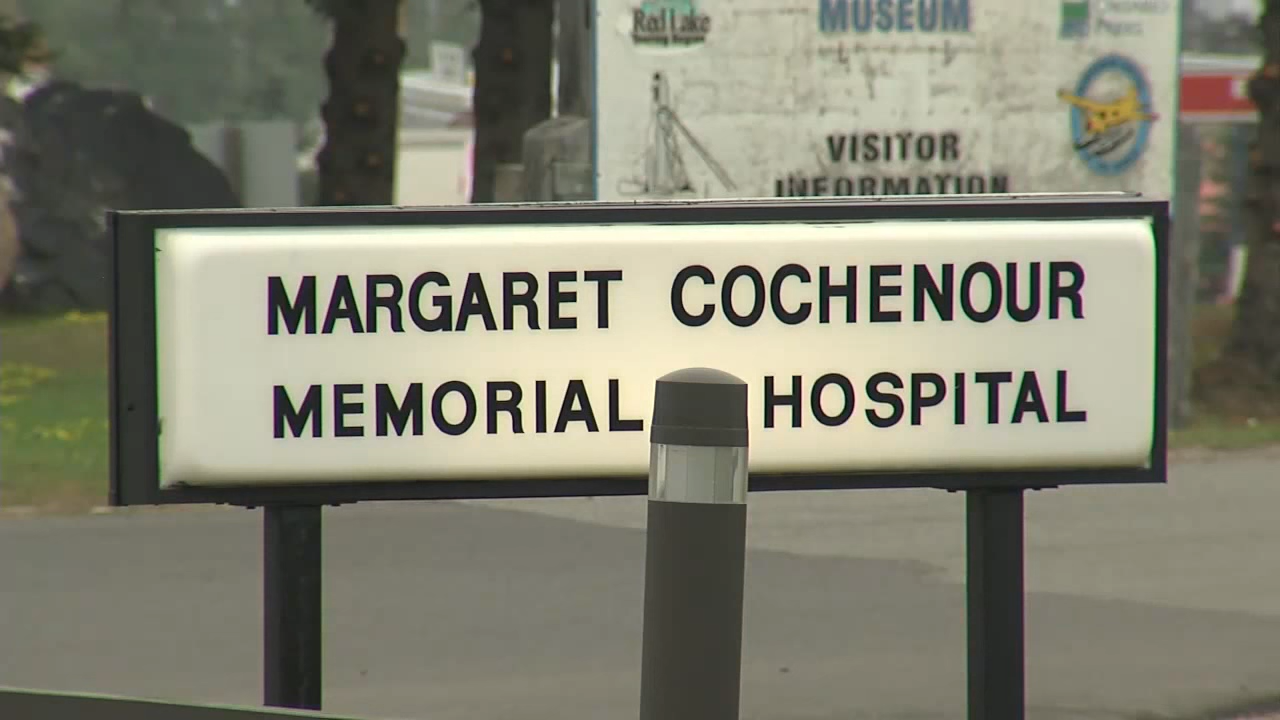 Red Lake
MUSEUM
VISITOR
INFORMATION
MARGARET COCHENOUR
MEMORIAL HOSPITAL